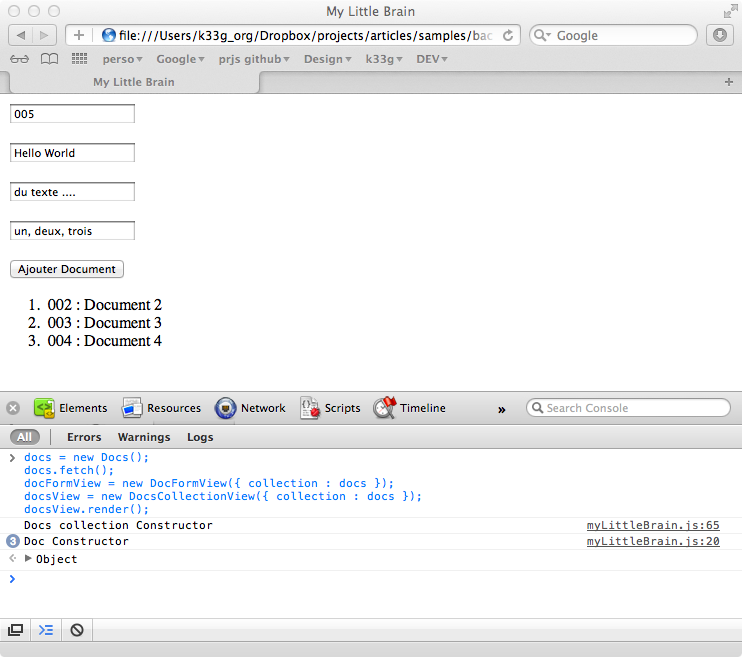 My Little Brain
file:///Users/k33g_org/Dropbox/projects/articles/samples/bac
Google
perso Google prjs github Design k33g DEV
My Little Brain
005
Hello World
du texte ....
un, deux, trois
Ajouter Document
1. 002 : Document 2
2. 003 : Document 3
3. 004 : Document 4
Elements Resources Network Scripts Timeline » Search Console
All Errors Warnings Logs
> docs = new Docs();
docs.fetch();
docFormView = new DocFormView({ collection : docs });
docsView = new DocsCollectionView({ collection : docs });
docsView.render();
Docs collection Constructor myLittleBrain.js:65
3 Doc Constructor myLittleBrain.js:20
Object
>